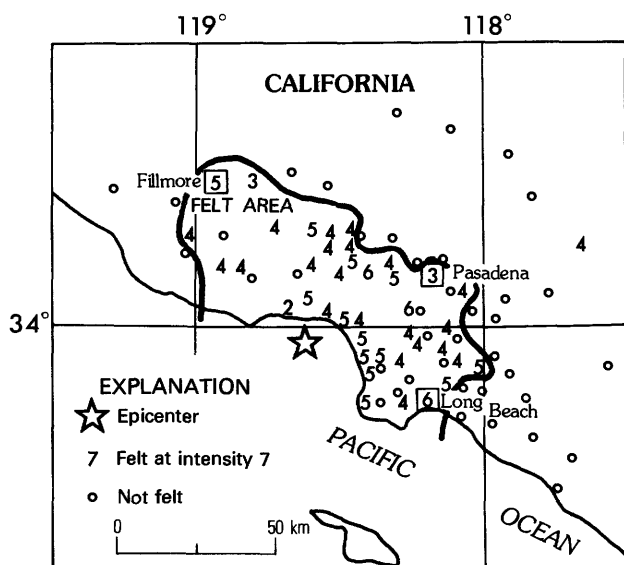 119° 118°
CALIFORNIA
Fillmore 5 3
FELT AREA
4 4 5 4 4 4
4 4 4
4 4 4 4 6 5 5 4
3 Pasadena
4
2 5 4 5 4 6
34°
5 4 4 4
5 5 4 4 4 5
5 5
5 4 6 Long Beach
EXPLANATION
Epicenter
7 Felt at intensity 7
Not felt
0 50 km
PACIFIC
OCEAN